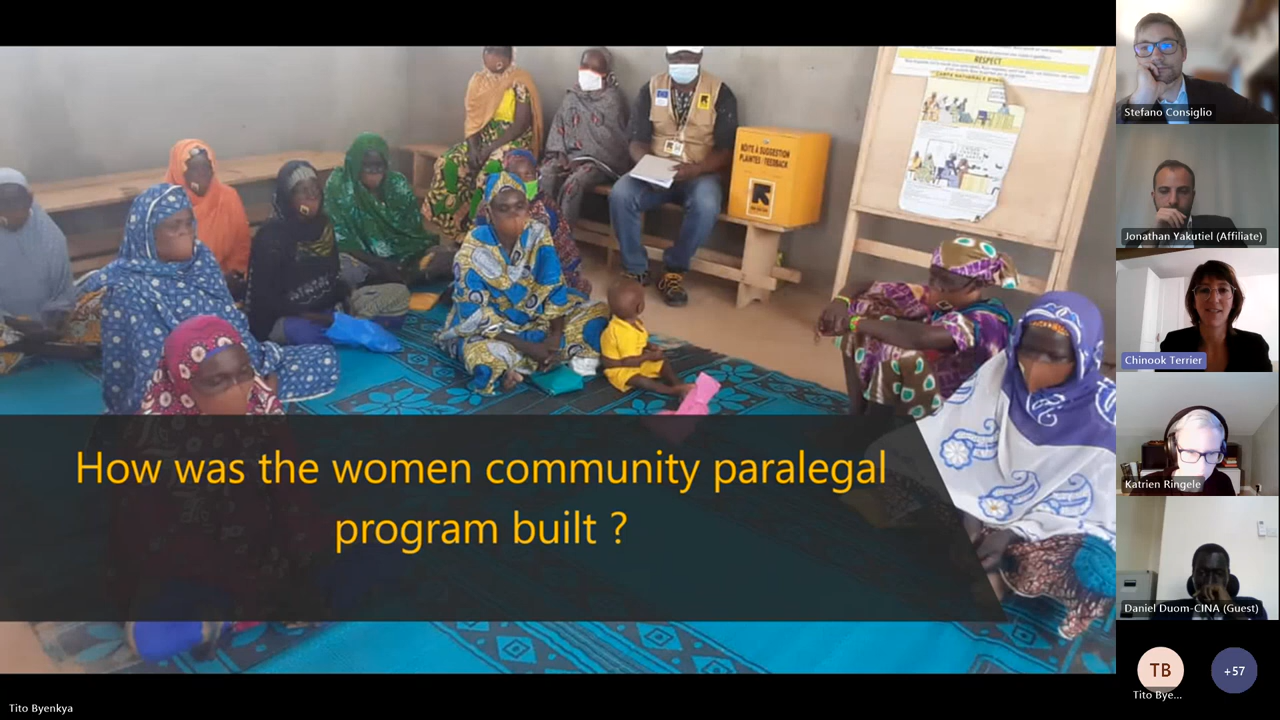 RESPECT
BOÎTE À SUGGESTION
PLAINTES - FEEDBACK
How was the women community paralegal
program built ?
Tito Byenkya
Stefano Consiglio
Jonathan Yakutiel (Affiliate)
Chinook Terrier
Katrien Ringele
Daniel Duom-CINA (Guest)
TB
Tito Bye...
+57